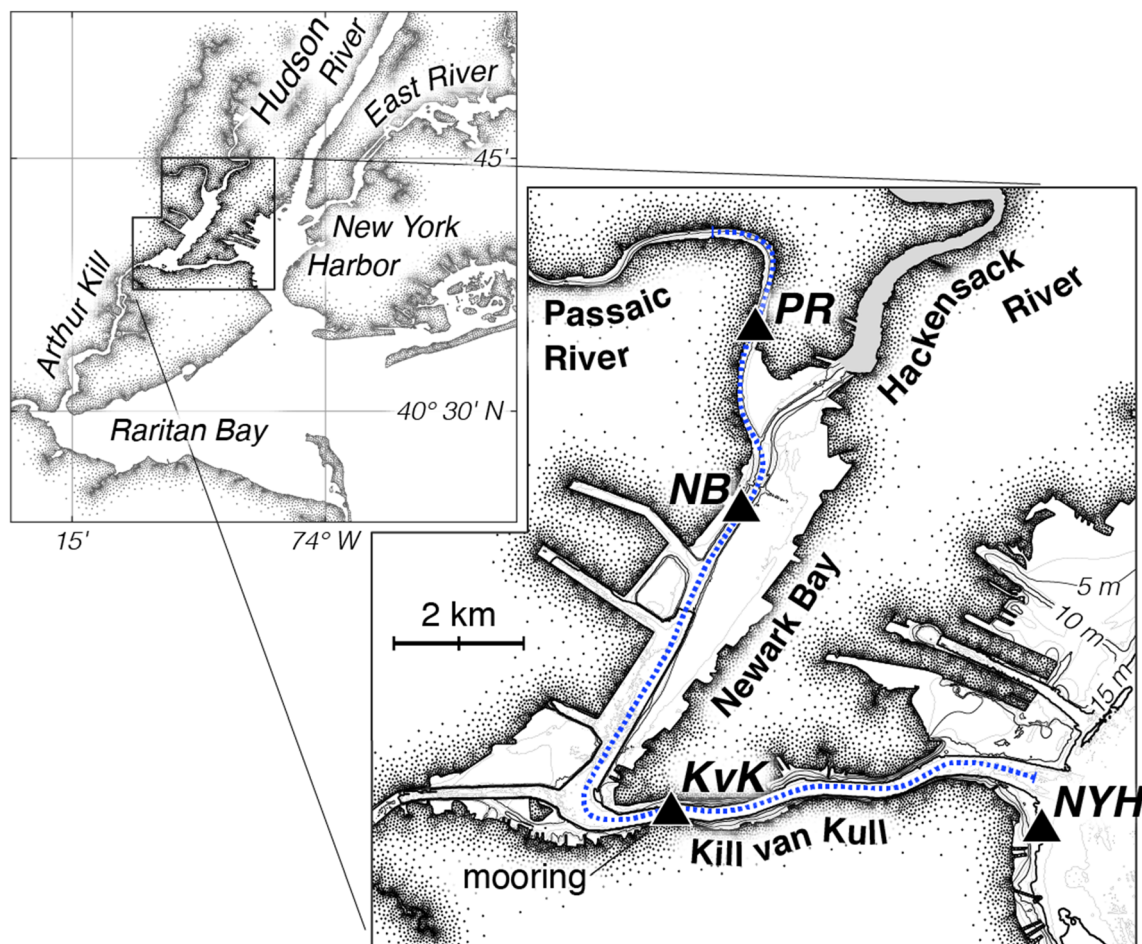 Hudson
River
East River
45'
New York
Harbor
Arthur Kill
40° 30' N
Raritan Bay
15'
74° W
Passaic
River
PR
Hackensack
River
NB
5 m
10 m
15 m
2 km
Newark Bay
KvK
NYH
Kill van Kull
mooring